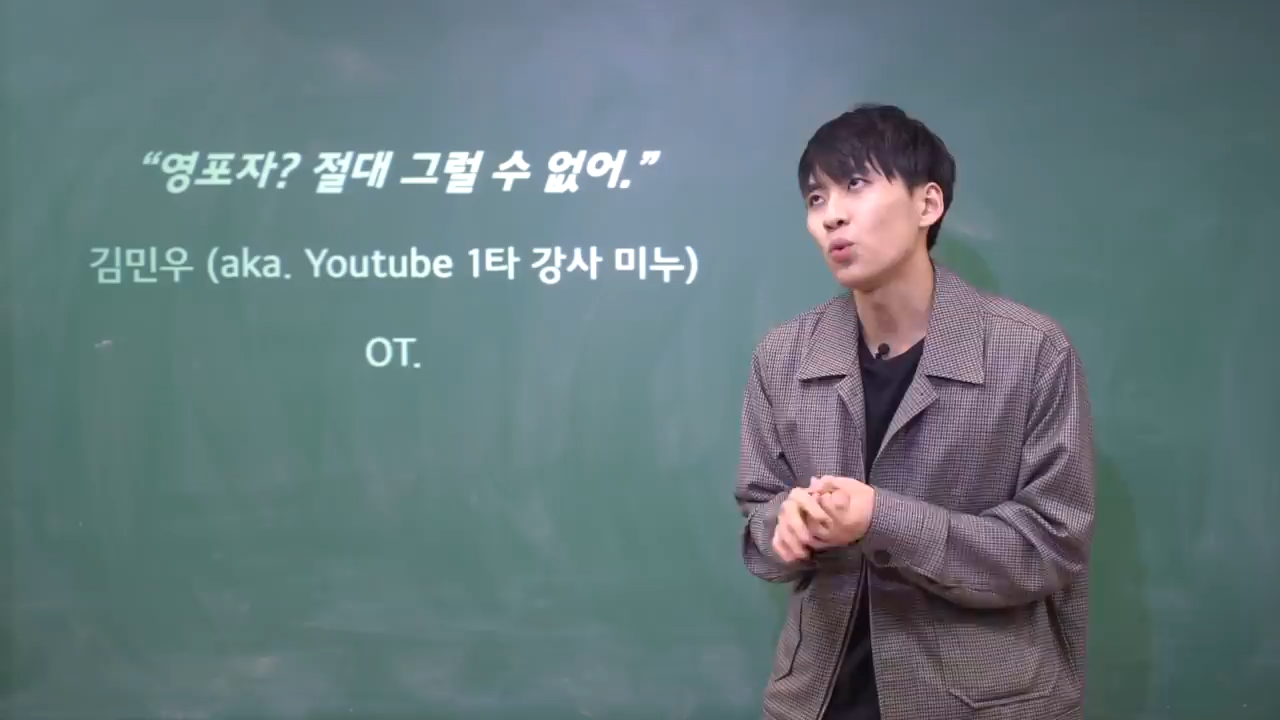 “영포자? 절대 그럴 수 없어.”
김민우 (aka. Youtube 1타 강사 미누)
OT.